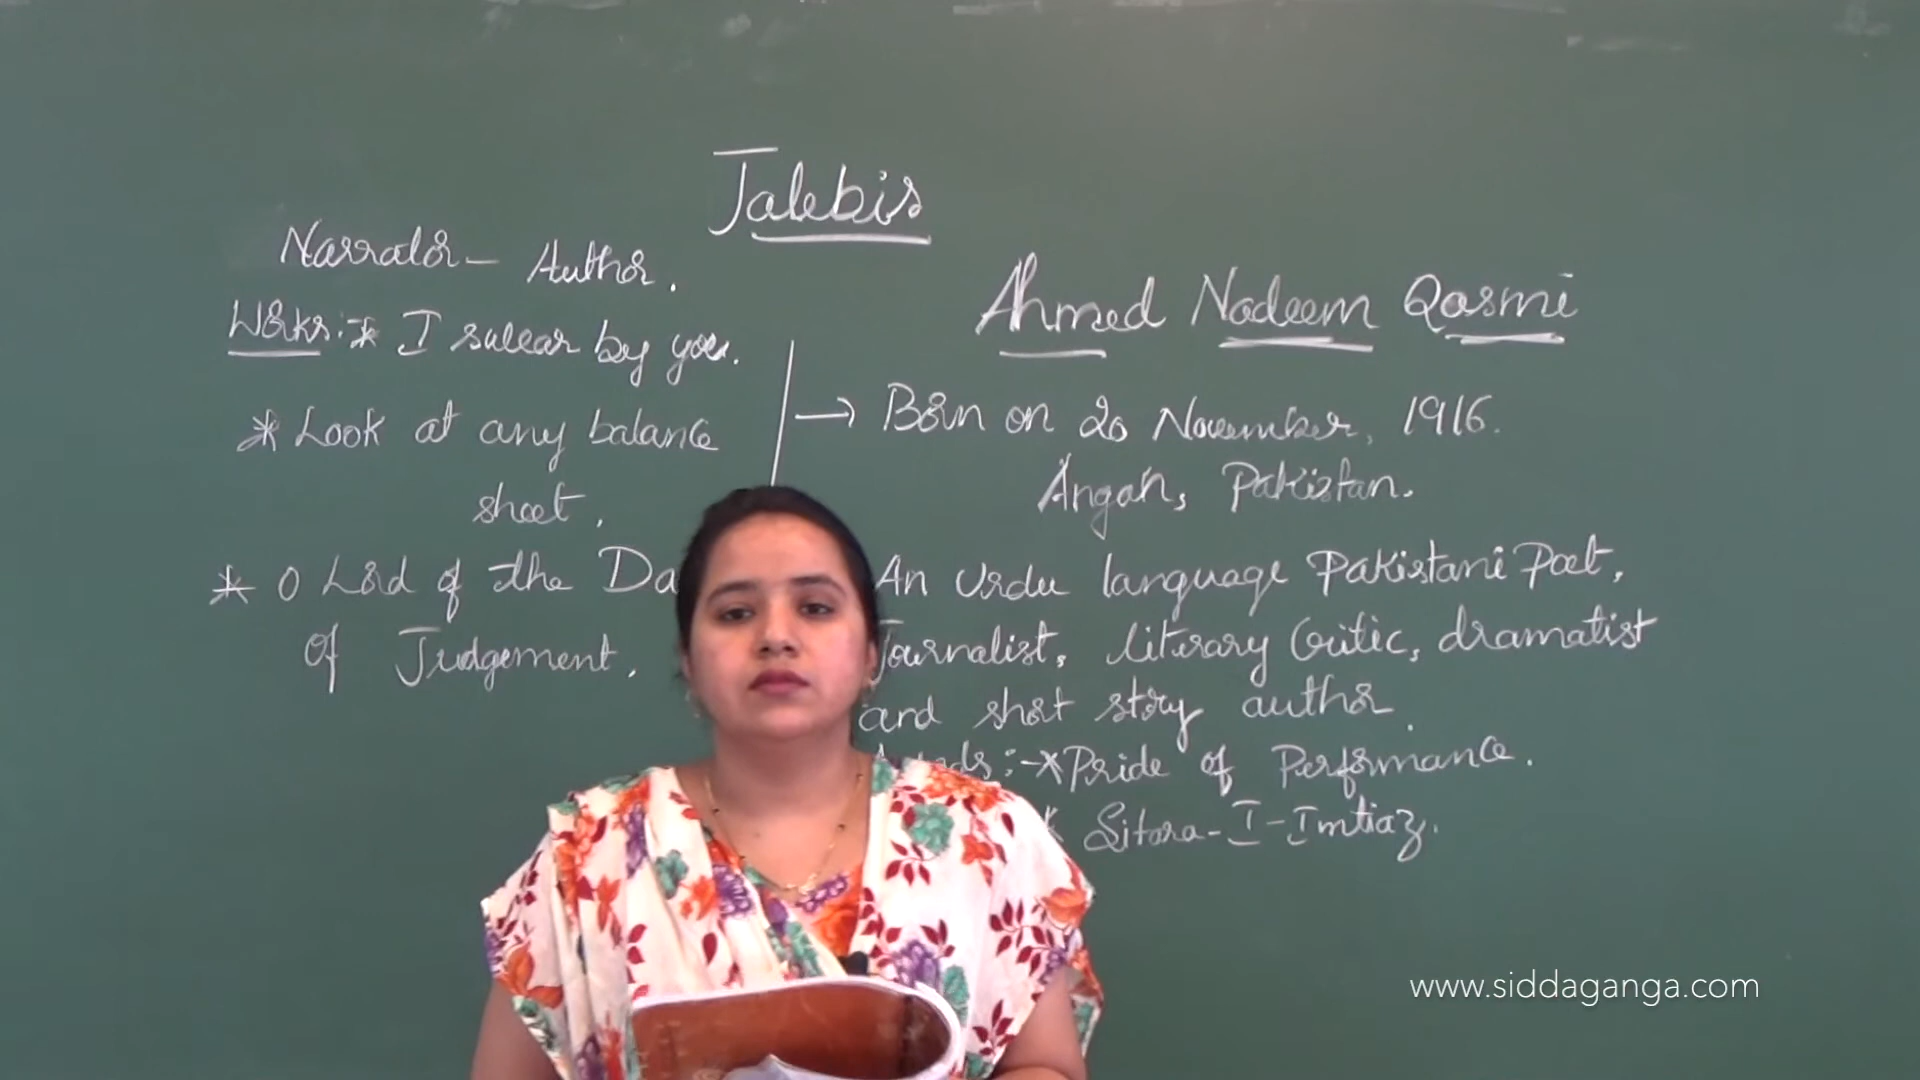 Jalebis
Narrator - Author.
Works: * I swear by you.
* Look at any balance
sheet.
* O Lord of the Da
Of Judgement.
Ahmed Nadeem Qasmi
→ Born on 20 November, 1916.
Angah, Pakistan.
An Urdu language Pakistani Poet,
Journalist, literary Critic, dramatist
and short story author.
:-* Pride of Performance.
* Sitara-I-Imtiaz.
www.siddaganga.com